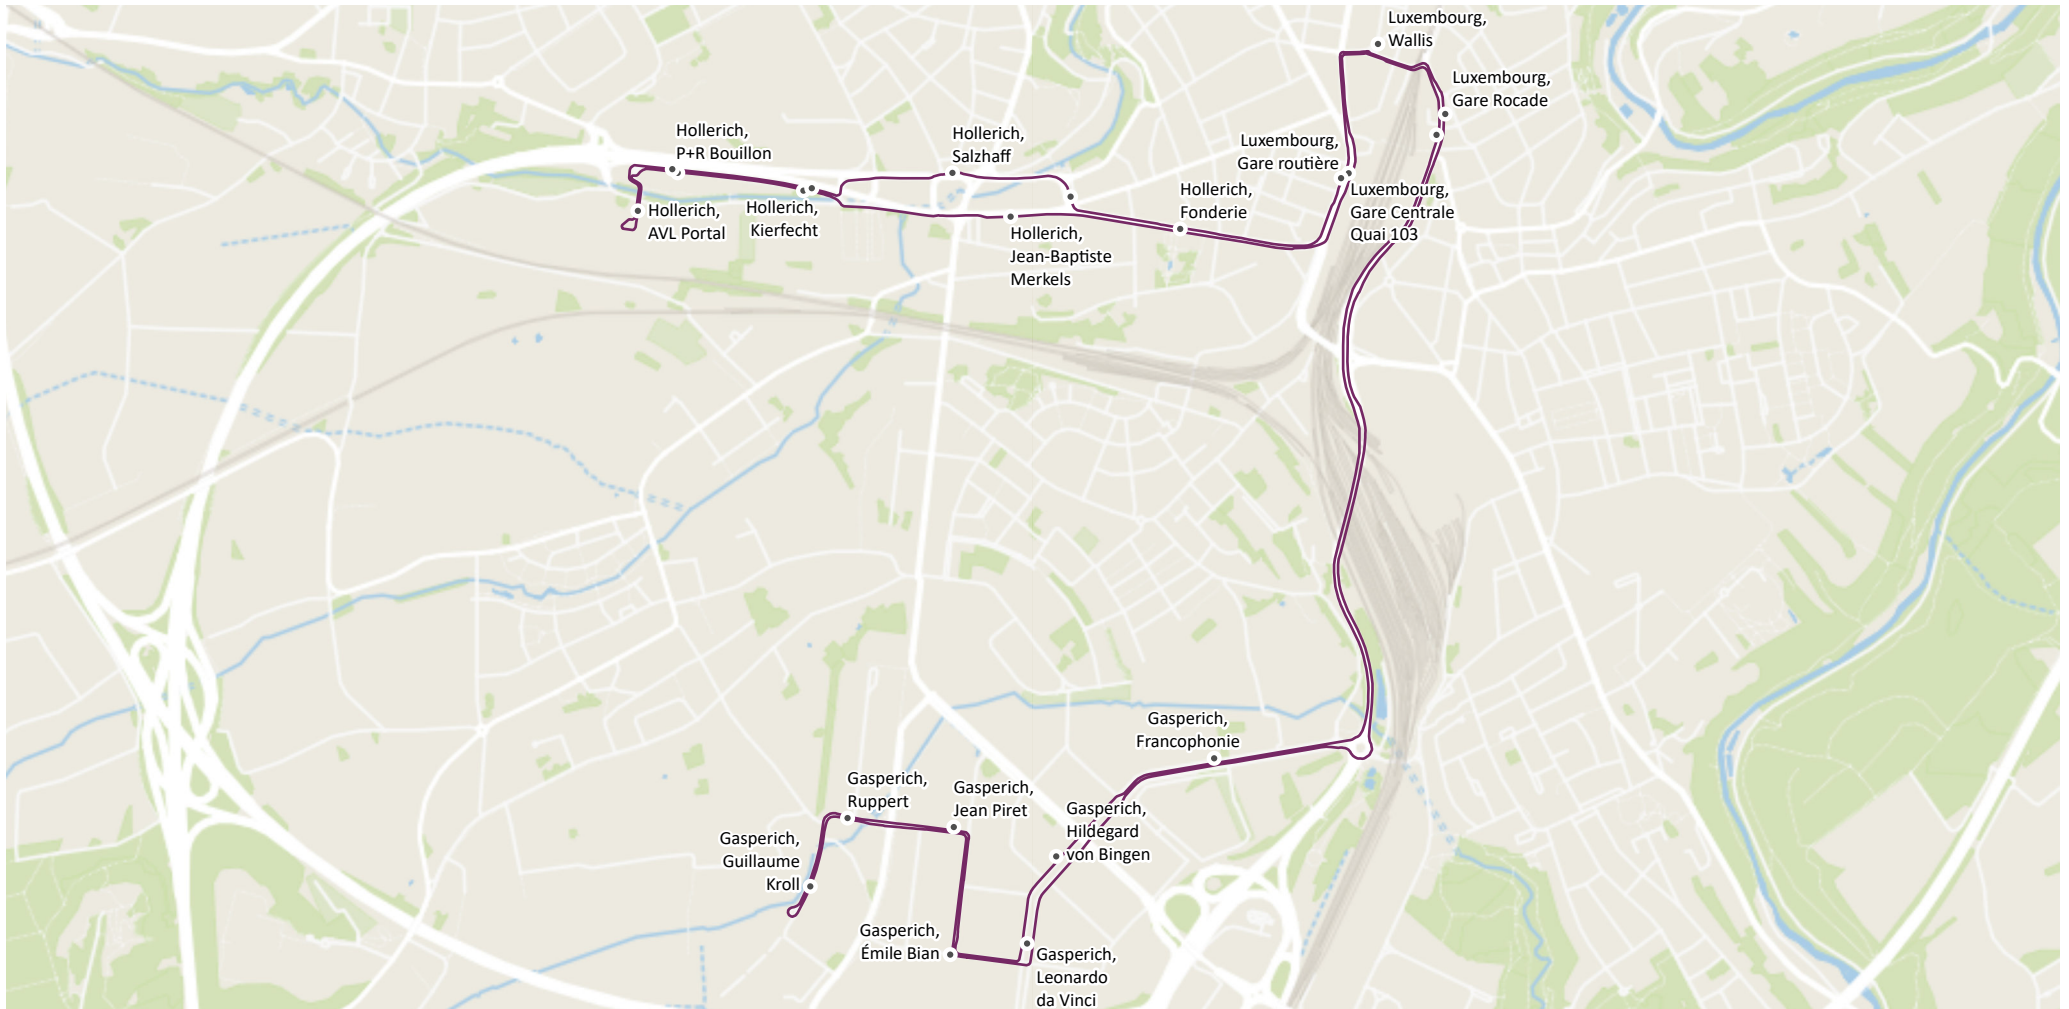 Luxembourg,
Wallis
Luxembourg,
Gare Rocade
Hollerich,
P+R Bouillon
Hollerich,
Salzhaff
Luxembourg,
Gare routière
Hollerich,
Fonderie
Luxembourg,
Gare Centrale
Quai 103
Hollerich,
AVL Portal
Hollerich,
Kierfecht
Hollerich,
Jean-Baptiste
Merkels
Gasperich,
Francophonie
Gasperich,
Ruppert
Gasperich,
Jean Piret
Gasperich,
Hildegard
von Bingen
Gasperich,
Guillaume
Kroll
Gasperich,
Émile Bian
Gasperich,
Leonardo
da Vinci